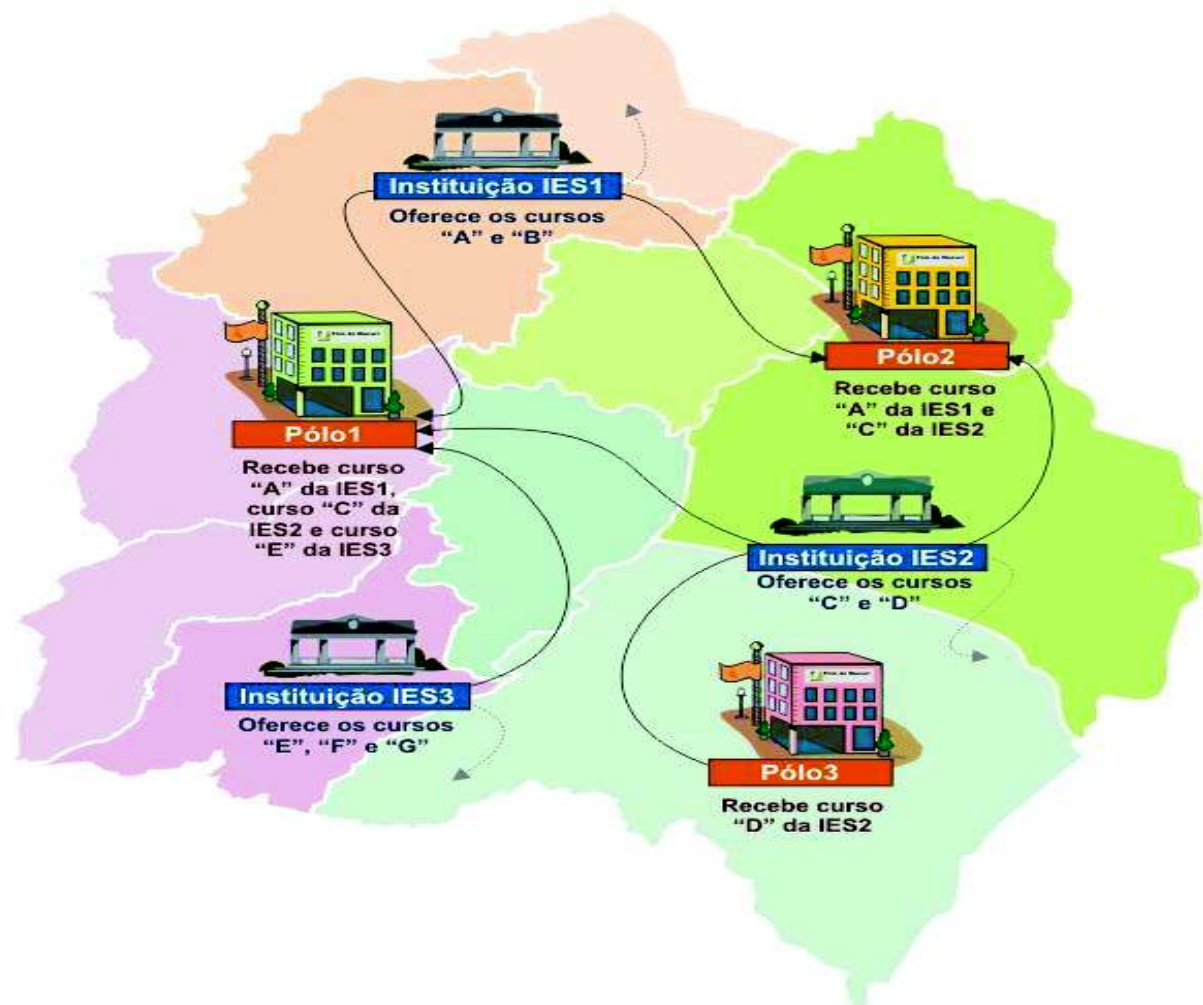 Instituição IES1
Oferece os cursos
“A” e “B”
Pólo2
Recebe curso
“A” da IES1 e
“C” da IES2
Pólo1
Recebe curso
“A” da IES1,
curso “C” da
IES2 e curso
“E” da IES3
Instituição IES2
Oferece os cursos
“C” e “D”
Instituição IES3
Oferece os cursos
“E”, “F” e “G”
Pólo3
Recebe curso
“D” da IES2